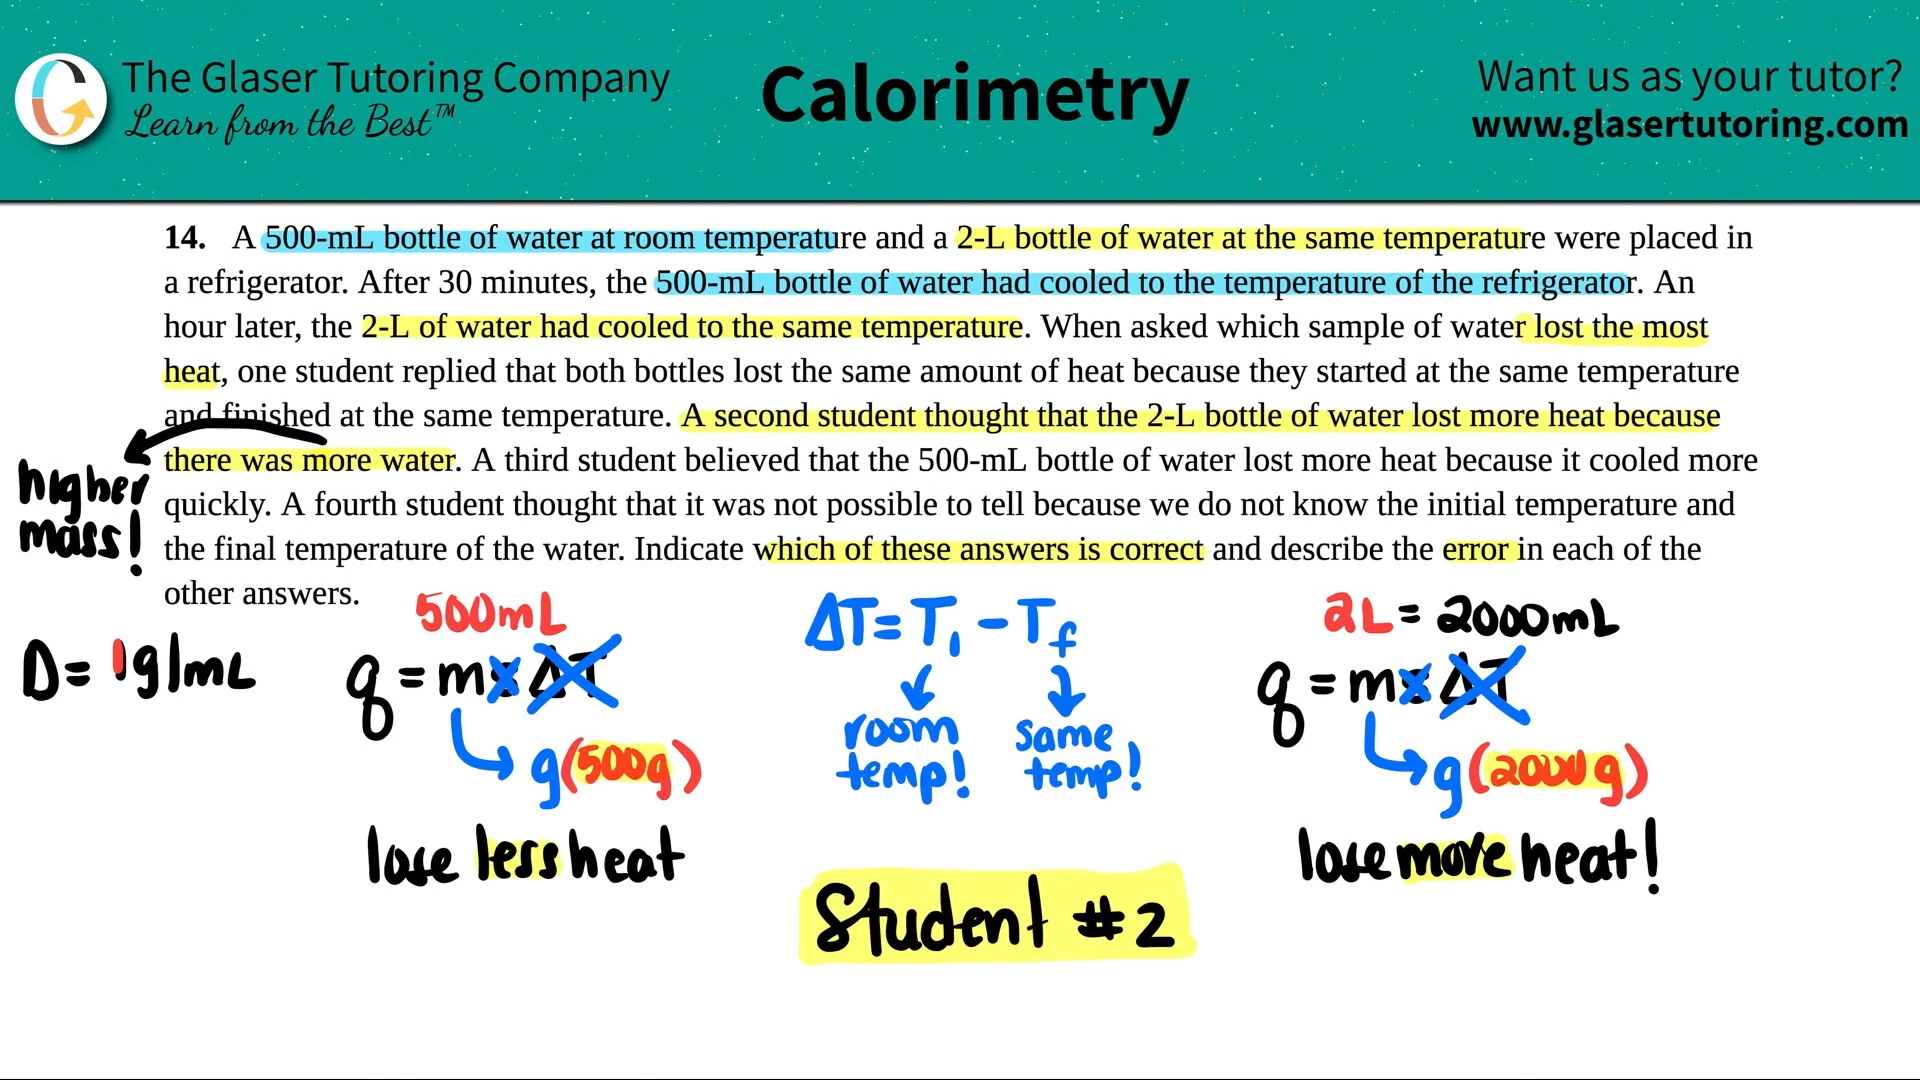 The Glaser Tutoring Company
Learn from the Best™
Calorimetry
Want us as your tutor?
www.glasertutoring.com
14. A 500-mL bottle of water at room temperature and a 2-L bottle of water at the same temperature were placed in
a refrigerator. After 30 minutes, the 500-mL bottle of water had cooled to the temperature of the refrigerator. An
hour later, the 2-L of water had cooled to the same temperature. When asked which sample of water lost the most
heat, one student replied that both bottles lost the same amount of heat because they started at the same temperature
and finished at the same temperature. A second student thought that the 2-L bottle of water lost more heat because
there was more water. A third student believed that the 500-mL bottle of water lost more heat because it cooled more
quickly. A fourth student thought that it was not possible to tell because we do not know the initial temperature and
the final temperature of the water. Indicate which of these answers is correct and describe the error in each of the
other answers.
higher
mass!
D = 1g/mL
500mL
q = ms ΔT
g (500g)
lose less heat
ΔT = Ti - Tf
room
temp!
same
temp!
2L = 2000mL
q = ms ΔT
g (2000g)
lose more heat!
Student #2